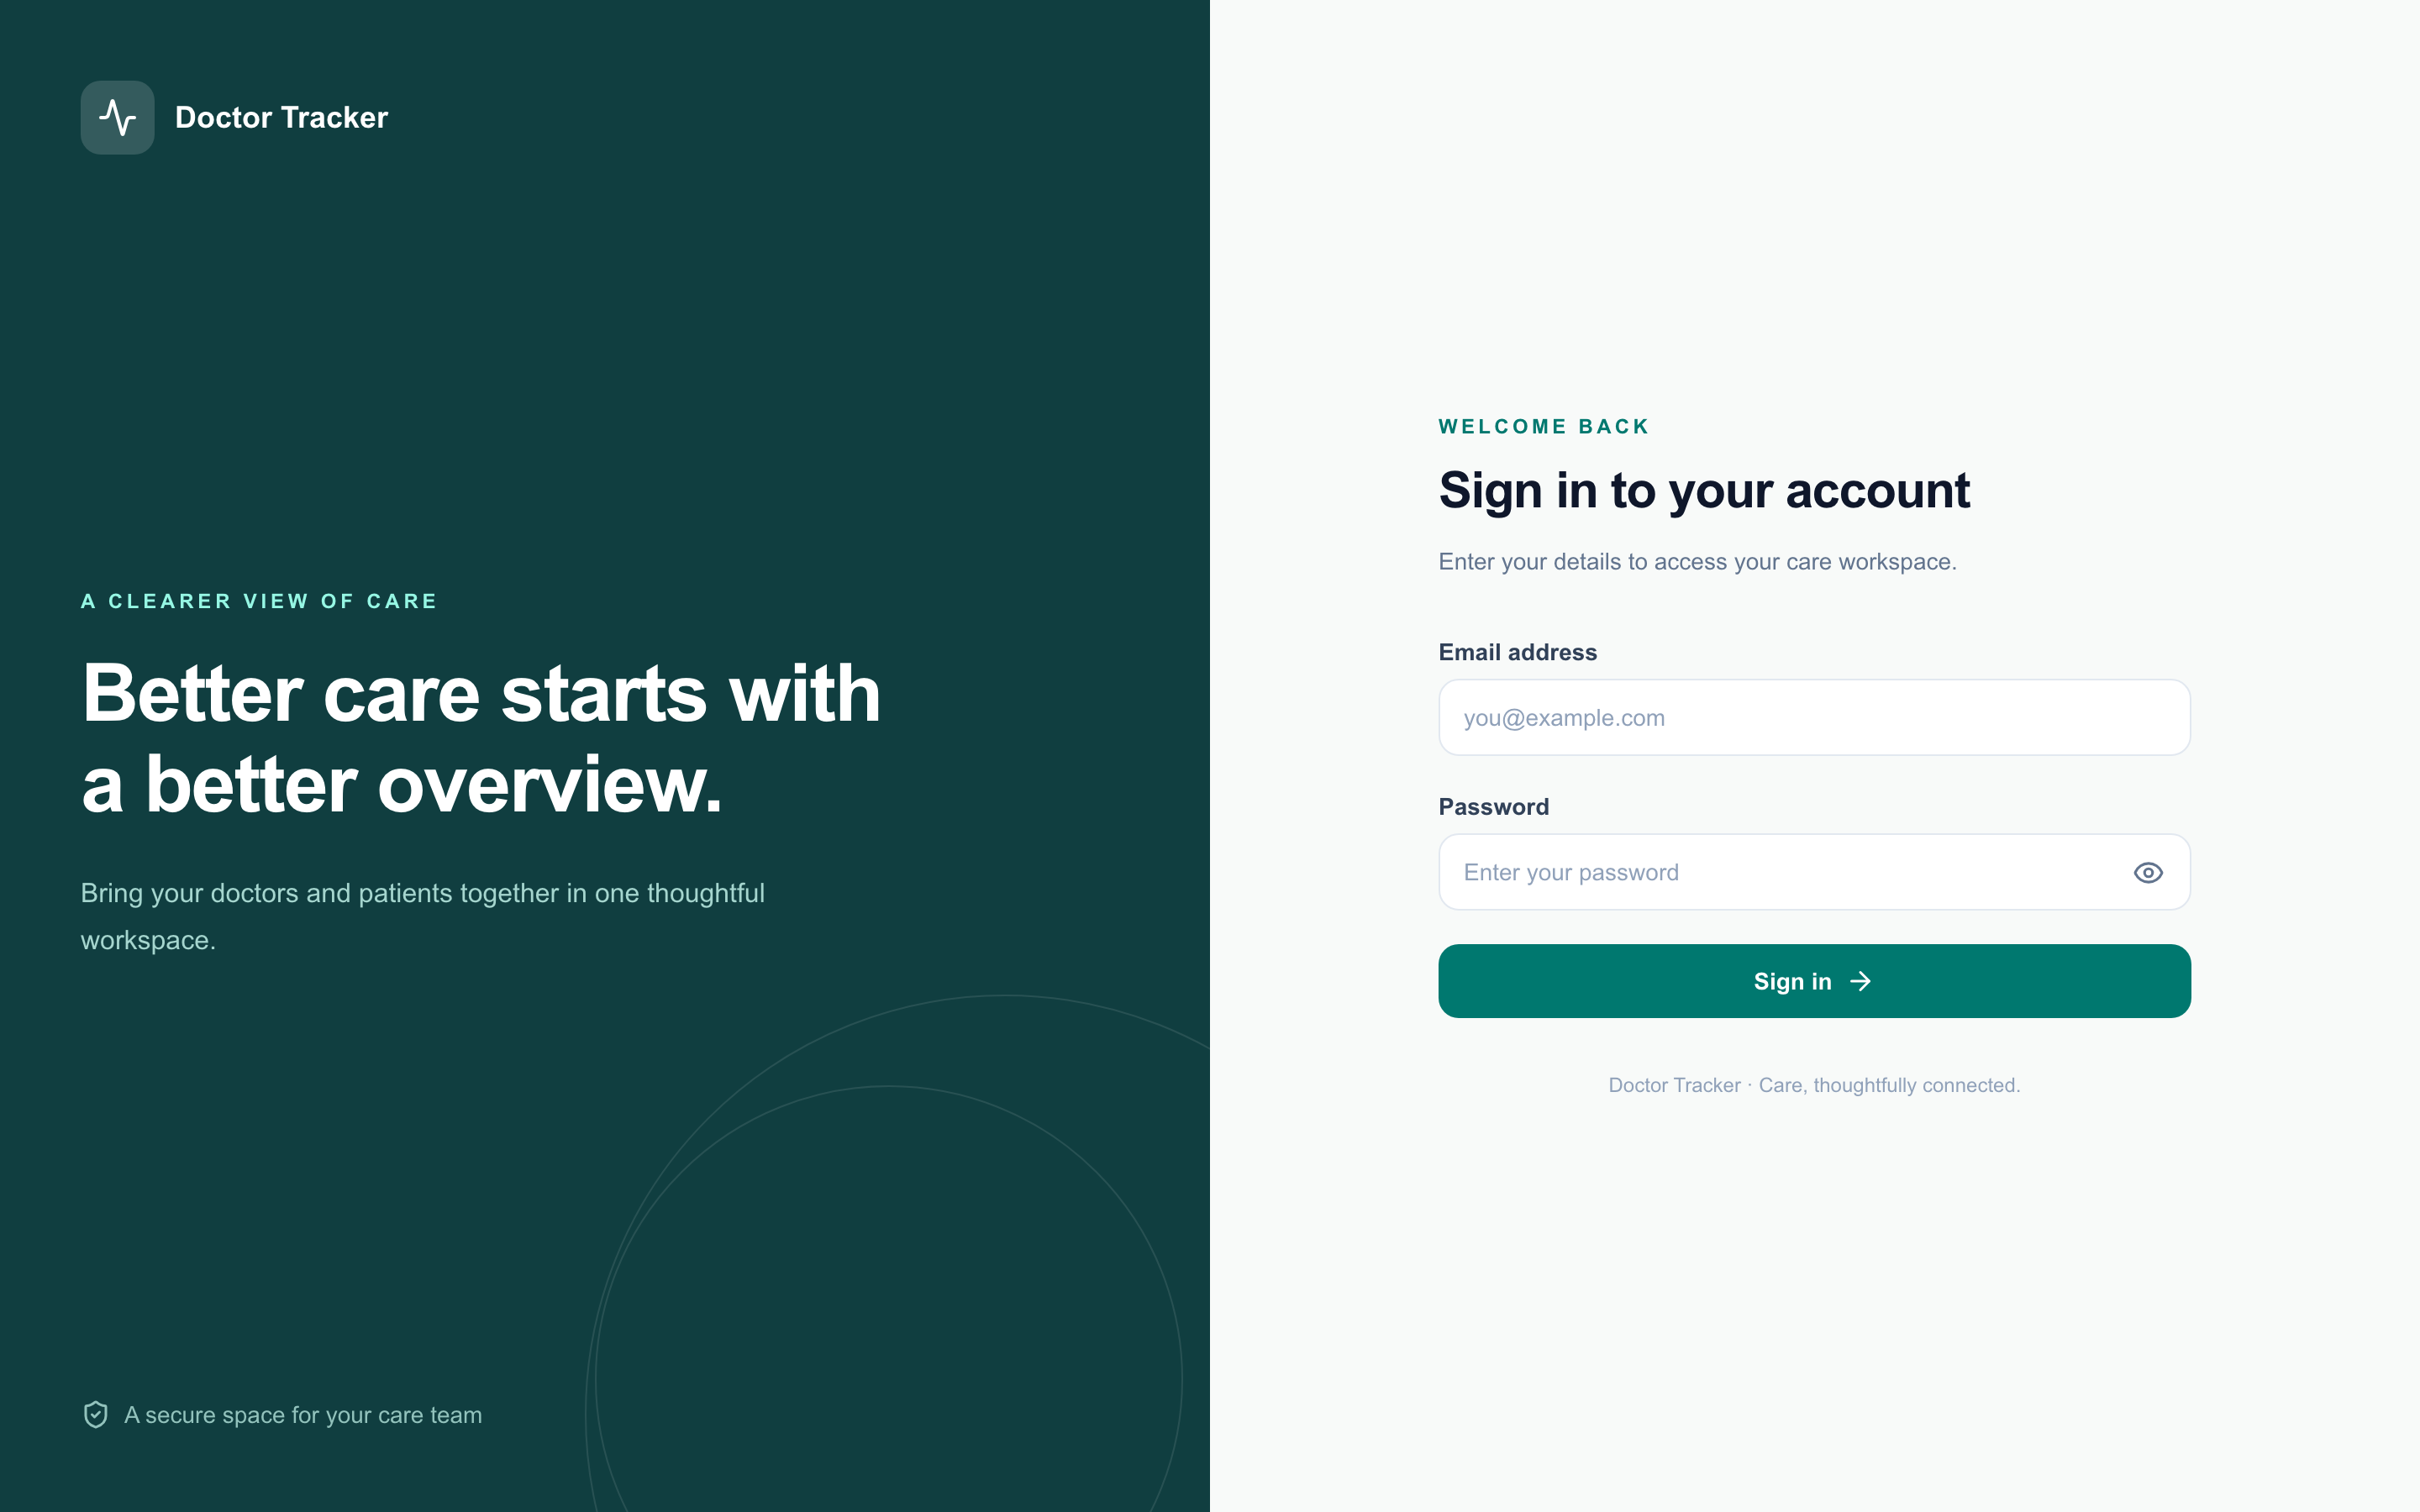 Doctor Tracker
A CLEARER VIEW OF CARE
Better care starts with
a better overview.
Bring your doctors and patients together in one thoughtful
workspace.
A secure space for your care team
WELCOME BACK
Sign in to your account
Enter your details to access your care workspace.
Email address
you@example.com
Password
Enter your password
Sign in
Doctor Tracker · Care, thoughtfully connected.